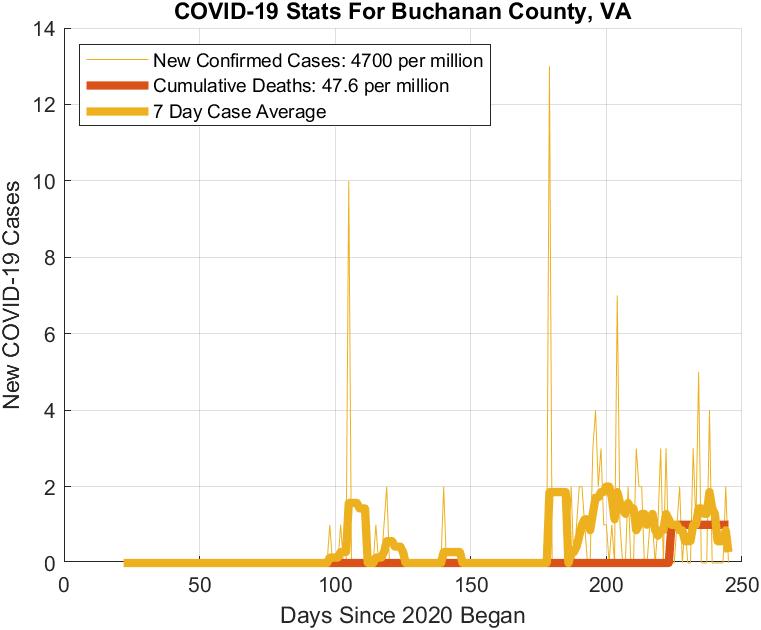 COVID-19 Stats For Buchanan County, VA
New Confirmed Cases: 4700 per million
Cumulative Deaths: 47.6 per million
7 Day Case Average
New COVID-19 Cases
14
12
10
8
6
4
2
0
0 50 100 150 200 250
Days Since 2020 Began